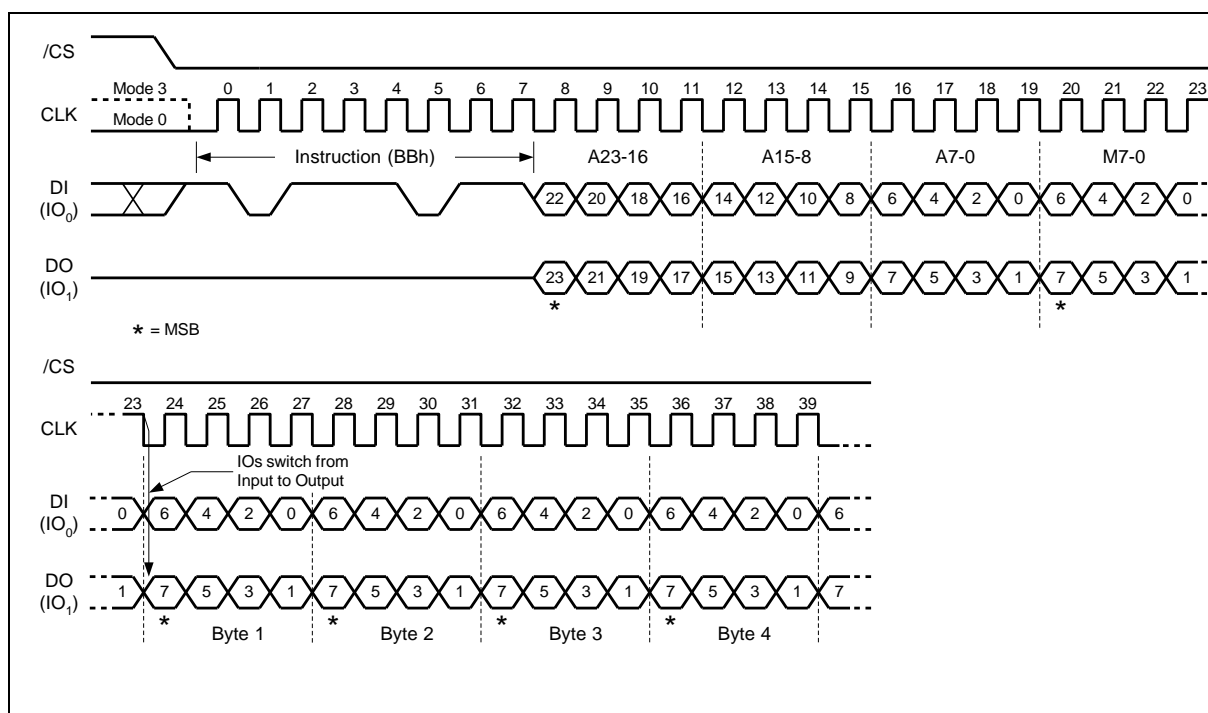 /CS
Mode 3 0 1 2 3 4 5 6 7 8 9 10 11 12 13 14 15 16 17 18 19 20 21 22 23
CLK Mode 0
Instruction (BBh) A23-16 A15-8 A7-0 M7-0
DI
(IO0) 22 20 18 16 14 12 10 8 6 4 2 0 6 4 2 0
DO
(IO1) 23 21 19 17 15 13 11 9 7 5 3 1 7 5 3 1
* *
* = MSB
/CS
23 24 25 26 27 28 29 30 31 32 33 34 35 36 37 38 39
CLK
IOs switch from
Input to Output
DI
(IO0) 0 6 4 2 0 6 4 2 0 6 4 2 0 6 4 2 0 6
DO
(IO1) 1 7 5 3 1 7 5 3 1 7 5 3 1 7 5 3 1 7
* Byte 1 * Byte 2 * Byte 3 * Byte 4